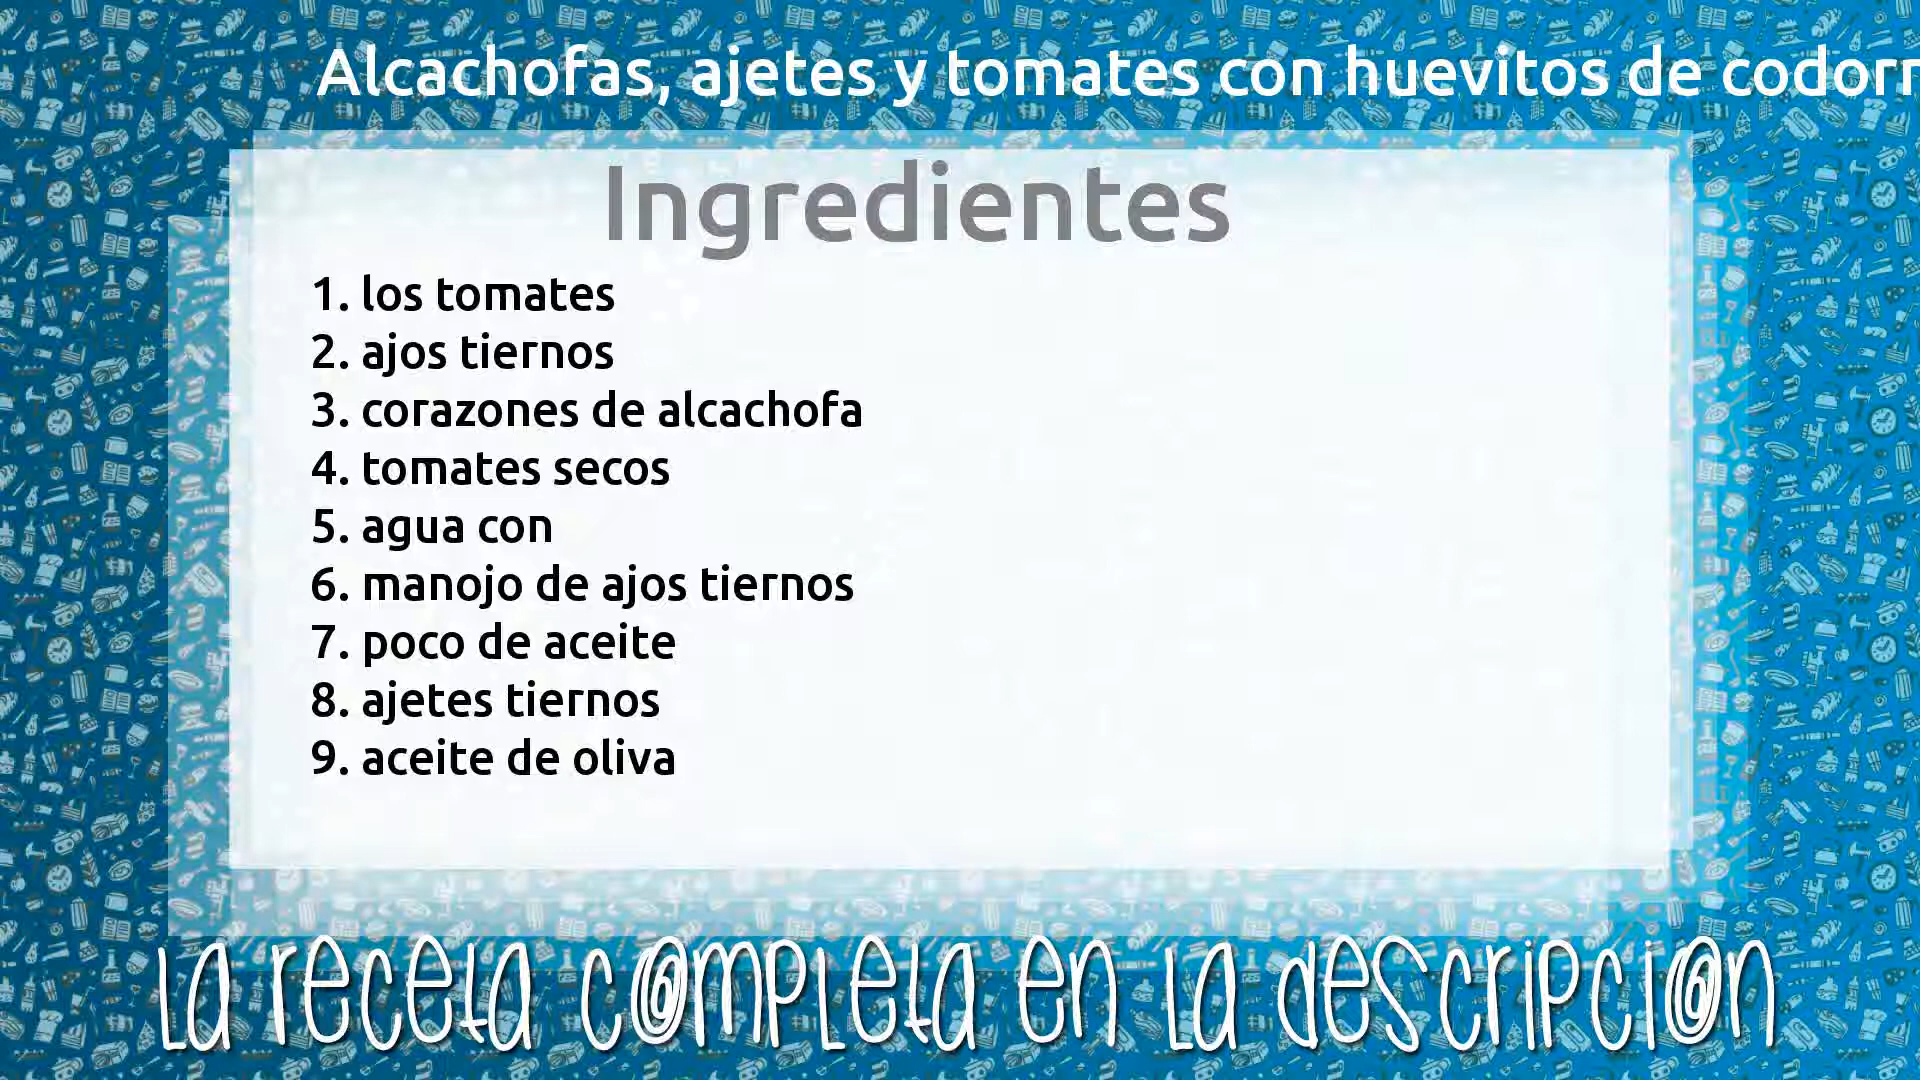 Alcachofas, ajetes y tomates con huevitos de codorr
Ingredientes
1. los tomates
2. ajos tiernos
3. corazones de alcachofa
4. tomates secos
5. agua con
6. manojo de ajos tiernos
7. poco de aceite
8. ajetes tiernos
9. aceite de oliva
La receta c@mpleta en la descripci@n